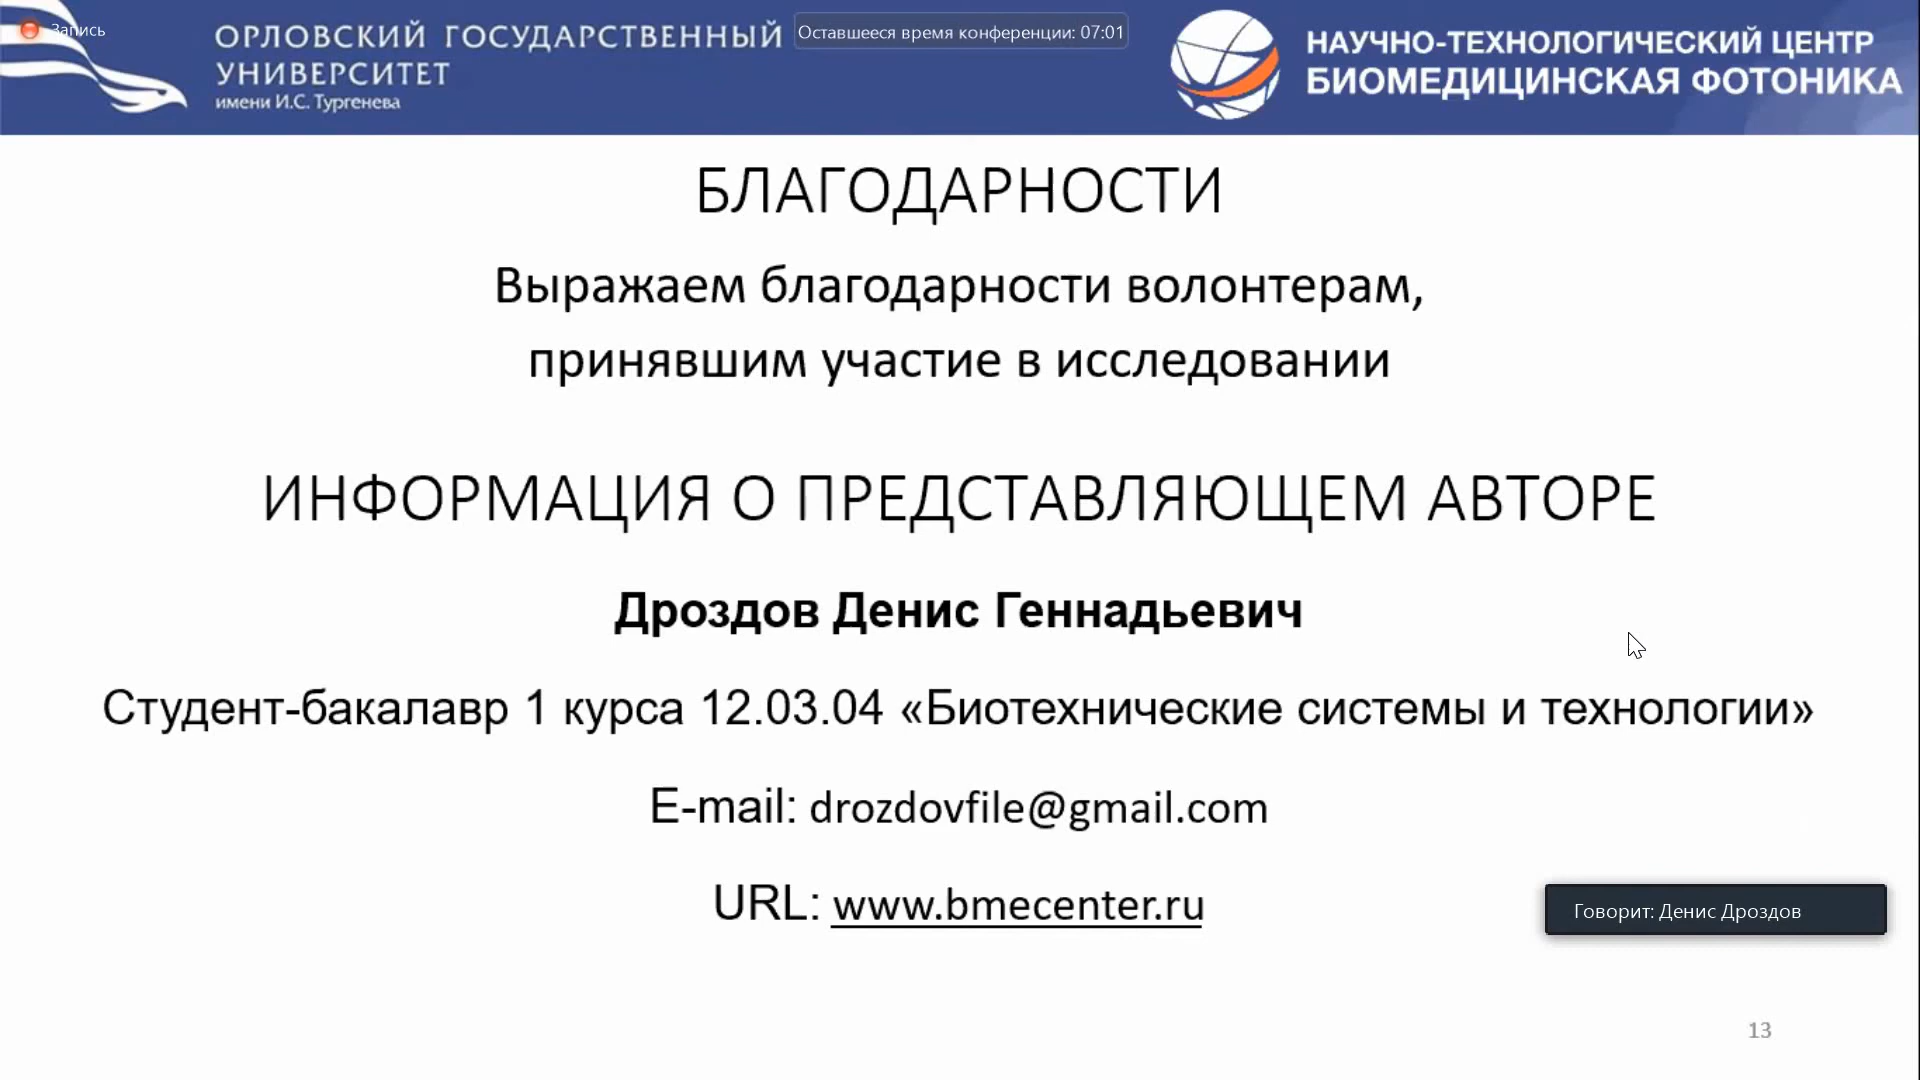 Запись
ОРЛОВСКИЙ ГОСУДАРСТВЕННЫЙ
УНИВЕРСИТЕТ
имени И.С. Тургенева
Оставшееся время конференции: 07:01
НАУЧНО-ТЕХНОЛОГИЧЕСКИЙ ЦЕНТР
БИОМЕДИЦИНСКАЯ ФОТОНИКА
БЛАГОДАРНОСТИ
Выражаем благодарности волонтерам,
принявшим участие в исследовании
ИНФОРМАЦИЯ О ПРЕДСТАВЛЯЮЩЕМ АВТОРЕ
Дроздов Денис Геннадьевич
Студент-бакалавр 1 курса 12.03.04 «Биотехнические системы и технологии»
E-mail: drozdovfile@gmail.com
URL: www.bmecenter.ru
Говорит: Денис Дроздов
13